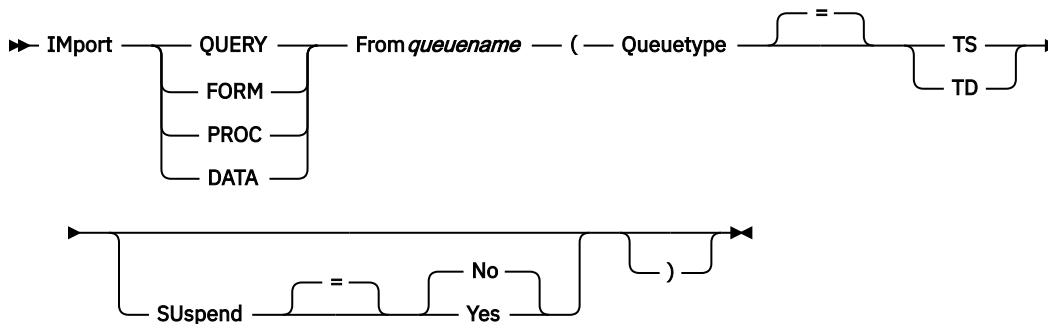 =
IMport QUERY From queuename ( Queuetype TS
FORM TD
PROC
DATA
= No )
SUspend Yes